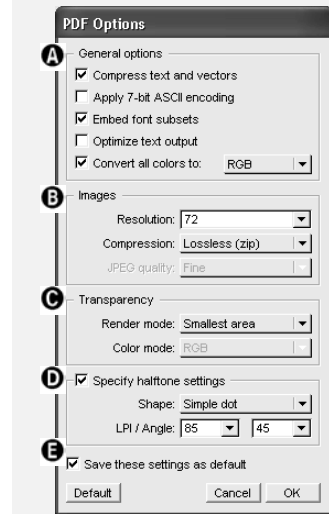 PDF Options
A General options
Compress text and vectors
Apply 7-bit ASCII encoding
Embed font subsets
Optimize text output
Convert all colors to: RGB
B Images
Resolution: 72
Compression: Lossless (zip)
JPEG quality: Fine
C Transparency
Render mode: Smallest area
Color mode: RGB
D Specify halftone settings
Shape: Simple dot
LPI / Angle: 85 45
E
Save these settings as default
Default Cancel OK